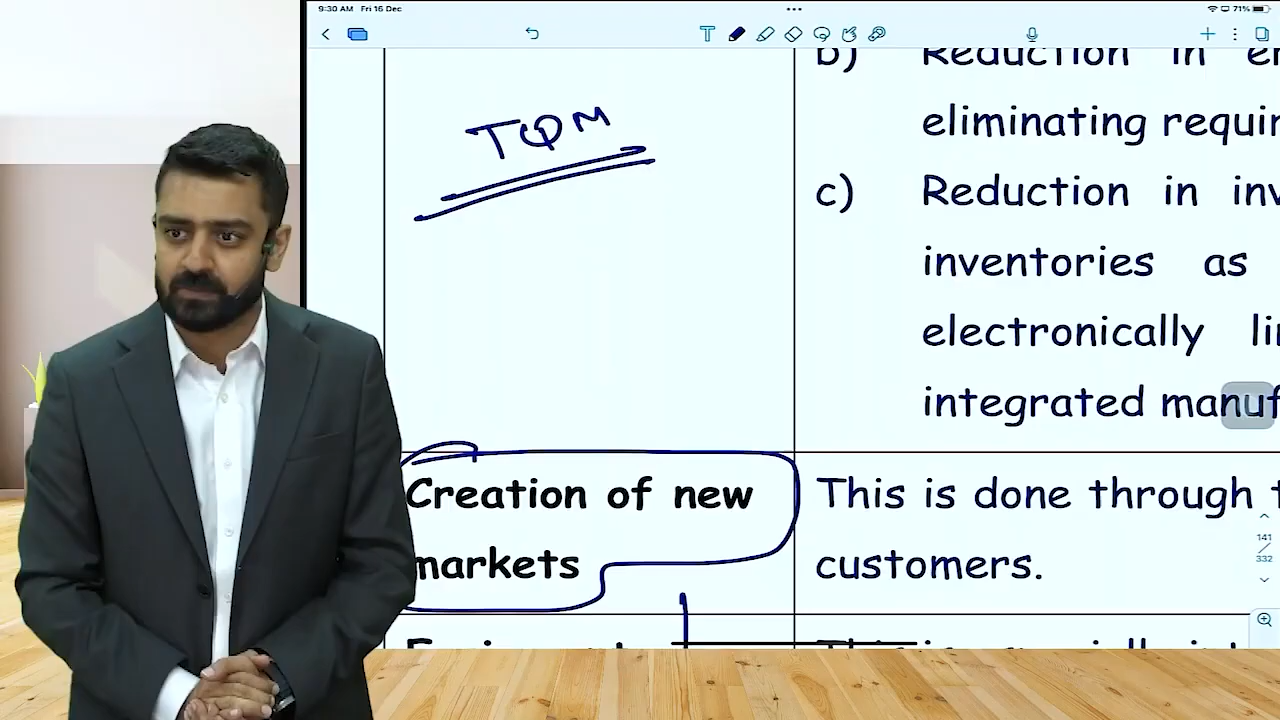 9:30 AM Fri 16 Dec
71%
TQM
b) Reduction in
eliminating
c) Reduction in
inventories as
electronically
integrated
Creation of new
markets
This is done through
customers.
141
332